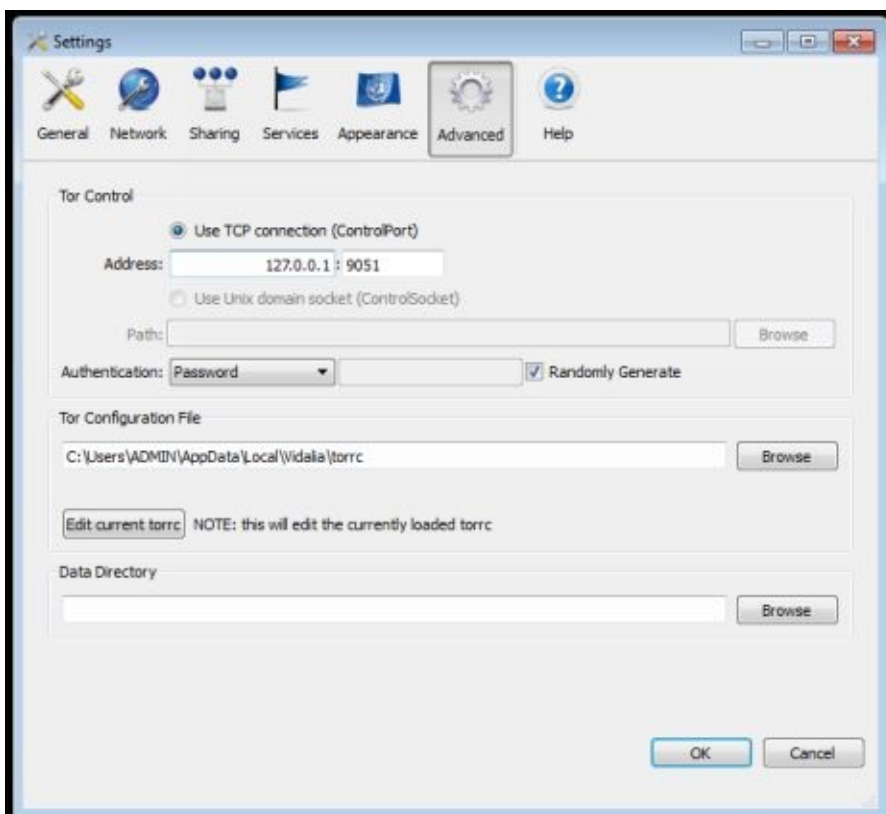 Settings
General Network Sharing Services Appearance Advanced Help
Tor Control
Use TCP connection (ControlPort)
Address: 127.0.0.1 : 9051
Use Unix domain socket (ControlSocket)
Path: Browse
Authentication: Password Randomly Generate
Tor Configuration File
C:\Users\ADMIN\AppData\Local\Vidalia\torrc Browse
Edit current torrc NOTE: this will edit the currently loaded torrc
Data Directory
Browse
OK Cancel